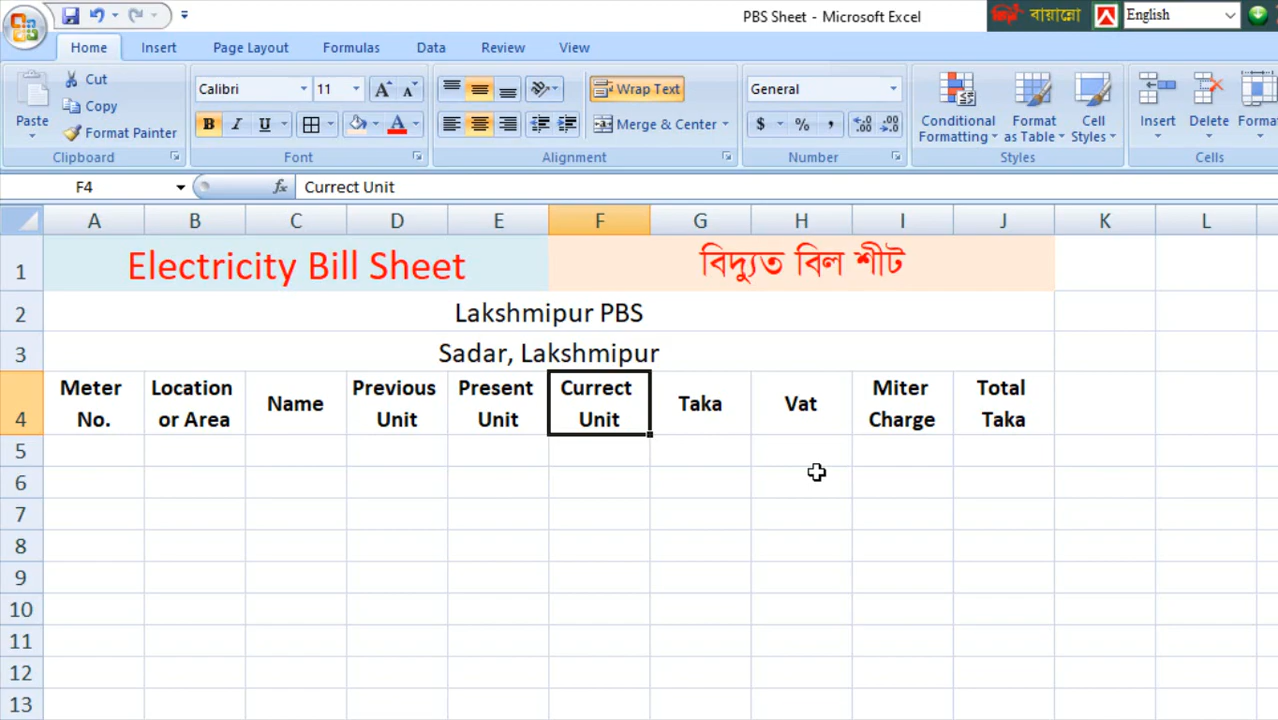 PBS Sheet - Microsoft Excel
বায়ান্নো
English
Home Insert Page Layout Formulas Data Review View
Paste
Cut
Copy
Format Painter
Clipboard
Calibri 11
B I U
Font
Wrap Text
Merge & Center
Alignment
General
$ % ,
Number
Conditional Formatting
Format as Table
Cell Styles
Styles
Insert Delete Forma
Cells
F4 fx Currect Unit
A B C D E F G H I J K L
1 Electricity Bill Sheet বিদ্যুত বিল শীট
2 Lakshmipur PBS
3 Sadar, Lakshmipur
4 Meter No. Location or Area Name Previous Unit Present Unit Currect Unit Taka Vat Miter Charge Total Taka
5
6
7
8
9
10
11
12
13